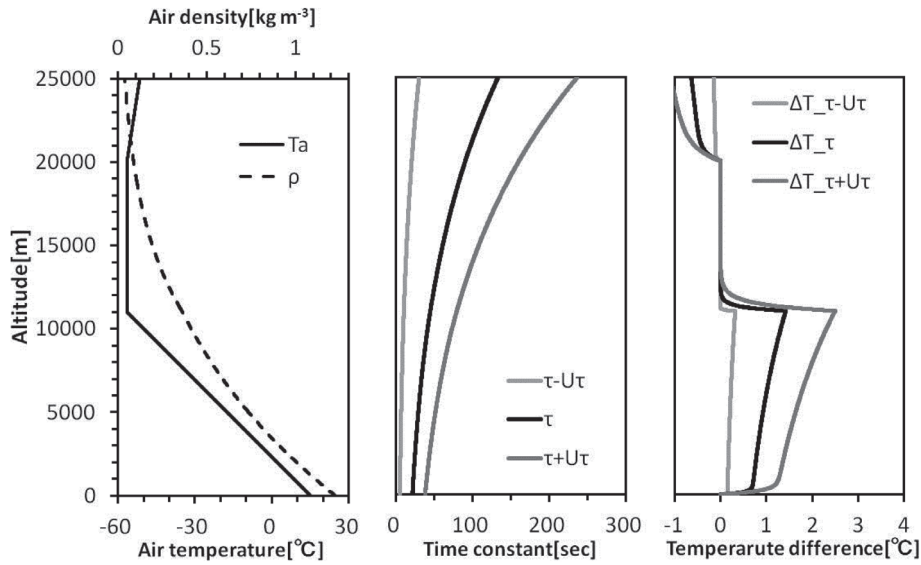 Air density[kg m-3]
0 0.5 1
25000
20000
15000
10000
5000
0
Altitude[m]
Ta
ρ
-60 -30 0 30
Air temperature[℃]
τ-Uτ
τ
τ+Uτ
0 100 200 300
Time constant[sec]
ΔT_τ-Uτ
ΔT_τ
ΔT_τ+Uτ
-1 0 1 2 3 4
Temperarute difference[℃]